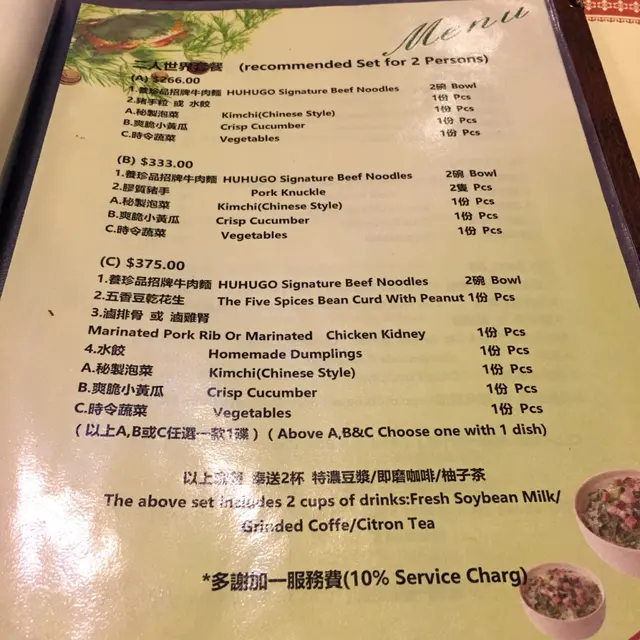 Menu
二人世界套餐 (recommended Set for 2 Persons)
(A) $266.00
1.養珍品招牌牛肉麵 HUHUGO Signature Beef Noodles 2碗 Bowl
2.豬手粒 或 水餃 1份 Pcs
A.秘製泡菜 Kimchi(Chinese Style) 1份 Pcs
B.爽脆小黃瓜 Crisp Cucumber 1份 Pcs
C.時令蔬菜 Vegetables 1份 Pcs
(B) $333.00
1.養珍品招牌牛肉麵 HUHUGO Signature Beef Noodles 2碗 Bowl
2.膠質豬手 Pork Knuckle 2隻 Pcs
A.秘製泡菜 Kimchi(Chinese Style) 1份 Pcs
B.爽脆小黃瓜 Crisp Cucumber 1份 Pcs
C.時令蔬菜 Vegetables 1份 Pcs
(C) $375.00
1.養珍品招牌牛肉麵 HUHUGO Signature Beef Noodles 2碗 Bowl
2.五香豆乾花生 The Five Spices Bean Curd With Peanut 1份 Pcs
3.滷排骨 或 滷雞腎
Marinated Pork Rib Or Marinated Chicken Kidney 1份 Pcs
4.水餃 Homemade Dumplings 1份 Pcs
A.秘製泡菜 Kimchi(Chinese Style) 1份 Pcs
B.爽脆小黃瓜 Crisp Cucumber 1份 Pcs
C.時令蔬菜 Vegetables 1份 Pcs
(以上A,B或C任選一款1碟) (Above A,B&C Choose one with 1 dish)
以上 奉送2杯 特濃豆漿/即磨咖啡/柚子茶
The above set includes 2 cups of drinks:Fresh Soybean Milk/
Grinded Coffe/Citron Tea
*多謝加一服務費(10% Service Charg)